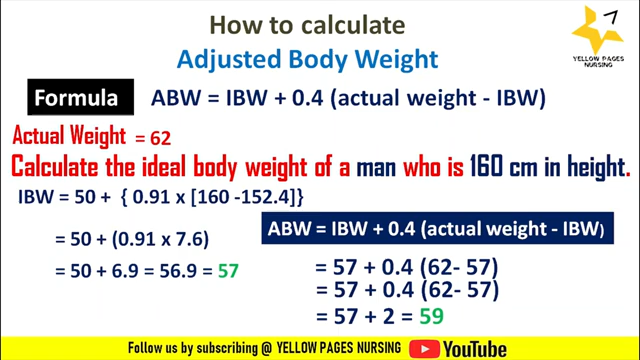 How to calculate
Adjusted Body Weight
YELLOW PAGES
NURSING
Formula ABW = IBW + 0.4 (actual weight - IBW)
Actual Weight = 62
Calculate the ideal body weight of a man who is 160 cm in height.
IBW = 50 + { 0.91 x [160 -152.4]}
= 50 + (0.91 x 7.6)
= 50 + 6.9 = 56.9 = 57
ABW = IBW + 0.4 (actual weight - IBW)
= 57 + 0.4 (62- 57)
= 57 + 0.4 (62- 57)
= 57 + 2 = 59
Follow us by subscribing @ YELLOW PAGES NURSING YouTube